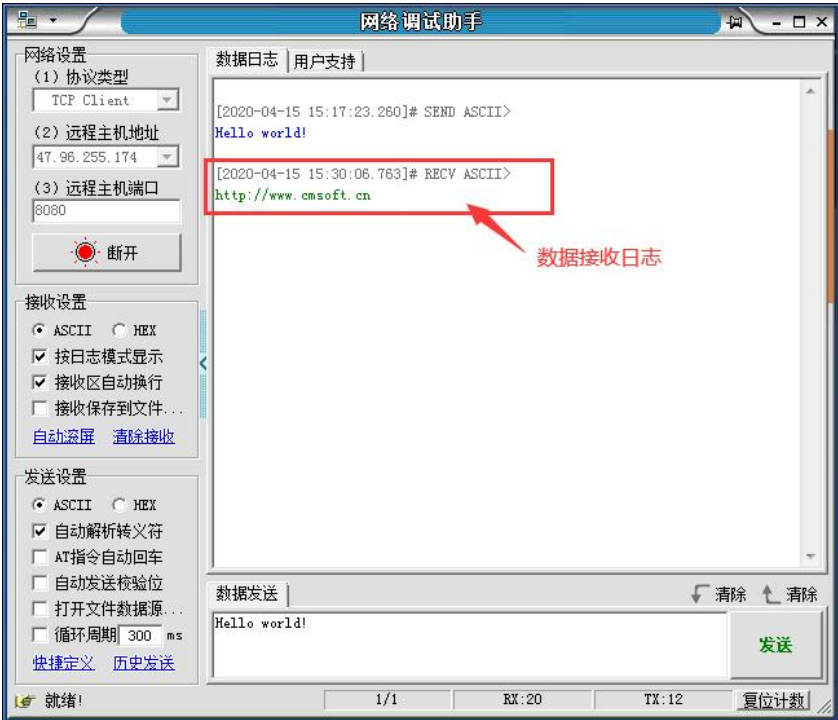 网络调试助手
网络设置
(1) 协议类型
TCP Client
(2) 远程主机地址
47.96.255.174
(3) 远程主机端口
8080
断开
接收设置
ASCII HEX
按日志模式显示
接收区自动换行
接收保存到文件...
自动滚屏 清除接收
发送设置
ASCII HEX
自动解析转义符
AT指令自动回车
自动发送校验位
打开文件数据源...
循环周期 300 ms
快捷定义 历史发送
数据日志 用户支持
[2020-04-15 15:17:23.260]# SEND ASCII>
Hello world!
[2020-04-15 15:30:06.763]# RECV ASCII>
http://www.cmsoft.cn
数据接收日志
数据发送 清除 清除
Hello world!
发送
就绪! 1/1 RX:20 TX:12 复位计数